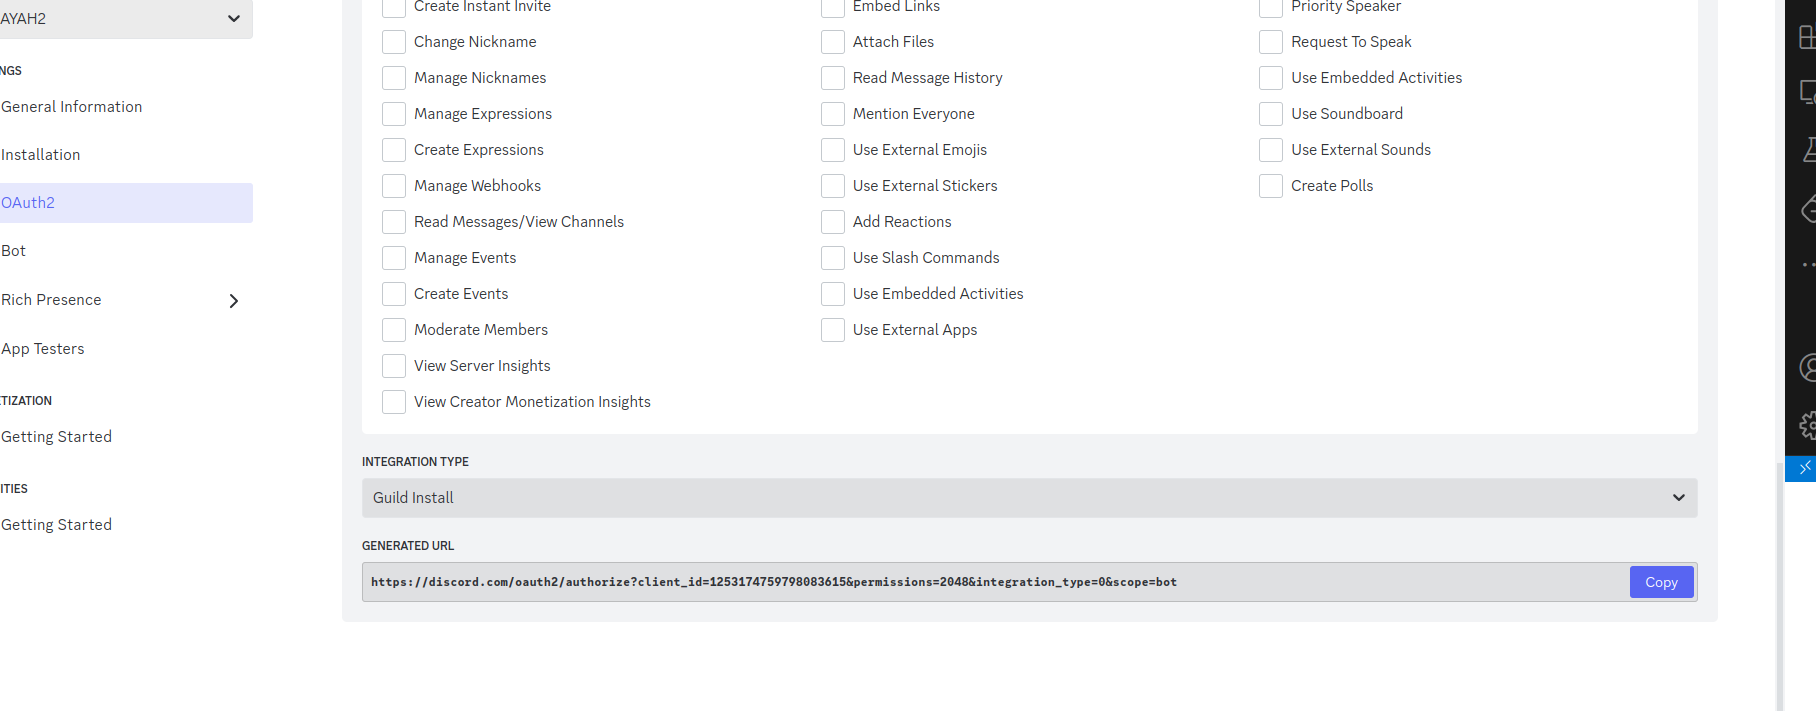 AYAH2
NGS
General Information
Installation
OAuth2
Bot
Rich Presence
App Testers
TIZATION
Getting Started
ITIES
Getting Started
Create Instant Invite
Change Nickname
Manage Nicknames
Manage Expressions
Create Expressions
Manage Webhooks
Read Messages/View Channels
Manage Events
Create Events
Moderate Members
View Server Insights
View Creator Monetization Insights
Embed Links
Attach Files
Read Message History
Mention Everyone
Use External Emojis
Use External Stickers
Add Reactions
Use Slash Commands
Use Embedded Activities
Use External Apps
Priority Speaker
Request To Speak
Use Embedded Activities
Use Soundboard
Use External Sounds
Create Polls
INTEGRATION TYPE
Guild Install
GENERATED URL
https://discord.com/oauth2/authorize?client_id=1253174759798083615&permissions=2048&integration_type=0&scope=bot
Copy